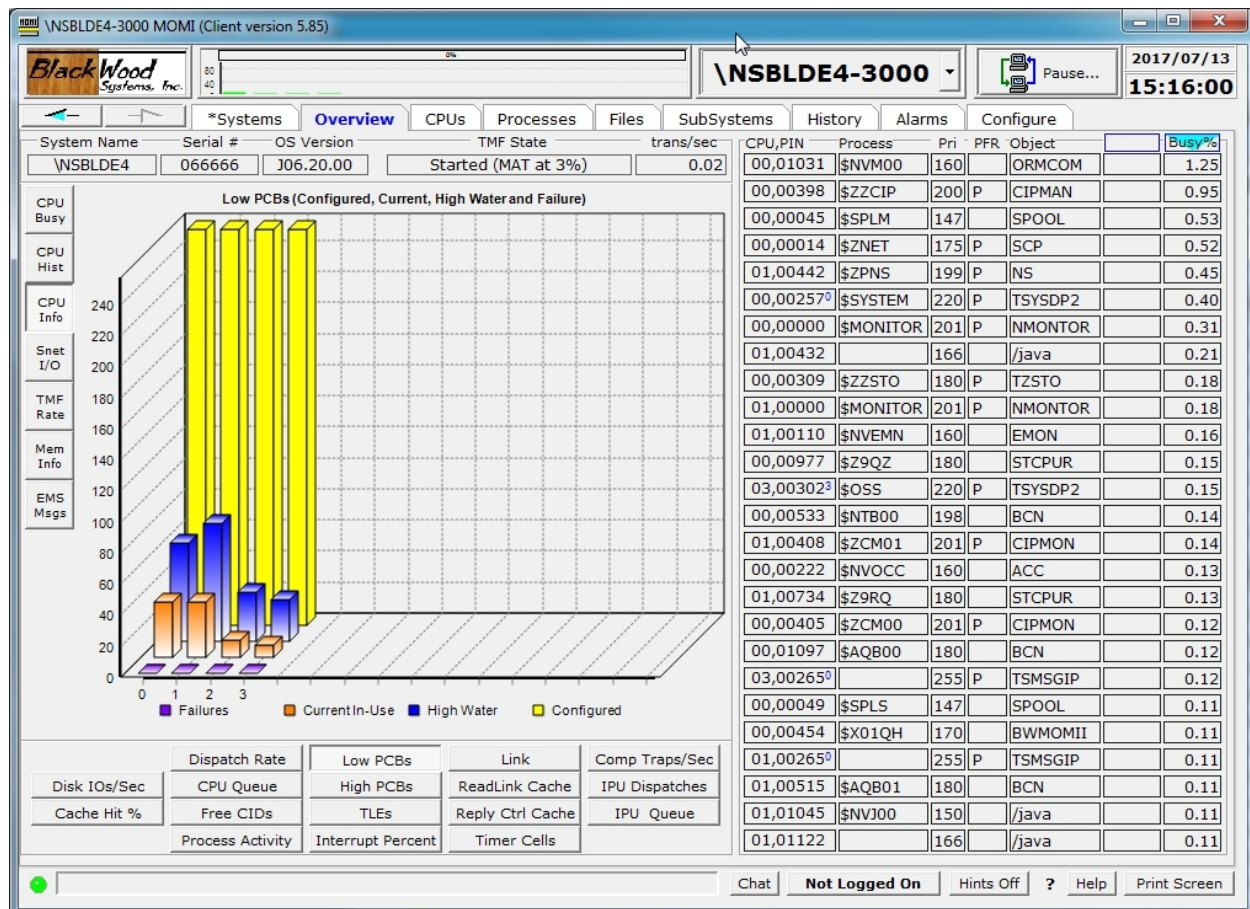 \NSBLDE4-3000 MOMI (Client version 5.85)
BlackWood Systems, Inc.
0%
80
40
\NSBLDE4-3000
Pause...
2017/07/13
15:16:00
*Systems Overview CPUs Processes Files SubSystems History Alarms Configure
System Name Serial # OS Version TMF State trans/sec
\NSBLDE4 066666 J06.20.00 Started (MAT at 3%) 0.02
CPU Busy
CPU Hist
CPU Info
Snet I/O
TMF Rate
Mem Info
EMS Msgs
Low PCBs (Configured, Current, High Water and Failure)
240
220
200
180
160
140
120
100
80
60
40
20
0
0 1 2 3
Failures Current In-Use High Water Configured
Dispatch Rate Low PCBs Link Comp Traps/Sec
Disk IOs/Sec CPU Queue High PCBs ReadLink Cache IPU Dispatches
Cache Hit % Free CIDs TLEs Reply Ctrl Cache IPU Queue
Process Activity Interrupt Percent Timer Cells
CPU,PIN Process Pri PFR Object Busy%
00,01031 $NVM00 160 ORMCOM 1.25
00,00398 $ZZCIP 200 P CIPMAN 0.95
00,00045 $SPLM 147 SPOOL 0.53
00,00014 $ZNET 175 P SCP 0.52
01,00442 $ZPNS 199 P NS 0.45
00,00257⁰ $SYSTEM 220 P TSYSDP2 0.40
00,00000 $MONITOR 201 P NMONTOR 0.31
01,00432 166 /java 0.21
00,00309 $ZZSTO 180 P TZSTO 0.18
01,00000 $MONITOR 201 P NMONTOR 0.18
01,00110 $NVEMN 160 EMON 0.16
00,00977 $Z9QZ 180 STCPUR 0.15
03,00302³ $OSS 220 P TSYSDP2 0.15
00,00533 $NTB00 198 BCN 0.14
01,00408 $ZCM01 201 P CIPMON 0.14
00,00222 $NVOCC 160 ACC 0.13
01,00734 $Z9RQ 180 STCPUR 0.13
00,00405 $ZCM00 201 P CIPMON 0.12
00,01097 $AQB00 180 BCN 0.12
03,00265⁰ 255 P TSMSGIP 0.12
00,00049 $SPLS 147 SPOOL 0.11
00,00454 $X01QH 170 BWMOMII 0.11
01,00265⁰ 255 P TSMSGIP 0.11
01,00515 $AQB01 180 BCN 0.11
01,01045 $NVJ00 150 /java 0.11
01,01122 166 /java 0.11
Chat Not Logged On Hints Off ? Help Print Screen